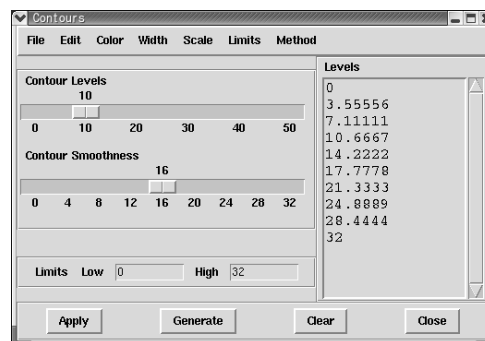 Contours
File Edit Color Width Scale Limits Method
Contour Levels
10
0 10 20 30 40 50
Contour Smoothness
16
0 4 8 12 16 20 24 28 32
Limits Low 0 High 32
Levels
0
3.55556
7.11111
10.6667
14.2222
17.7778
21.3333
24.8889
28.4444
32
Apply Generate Clear Close